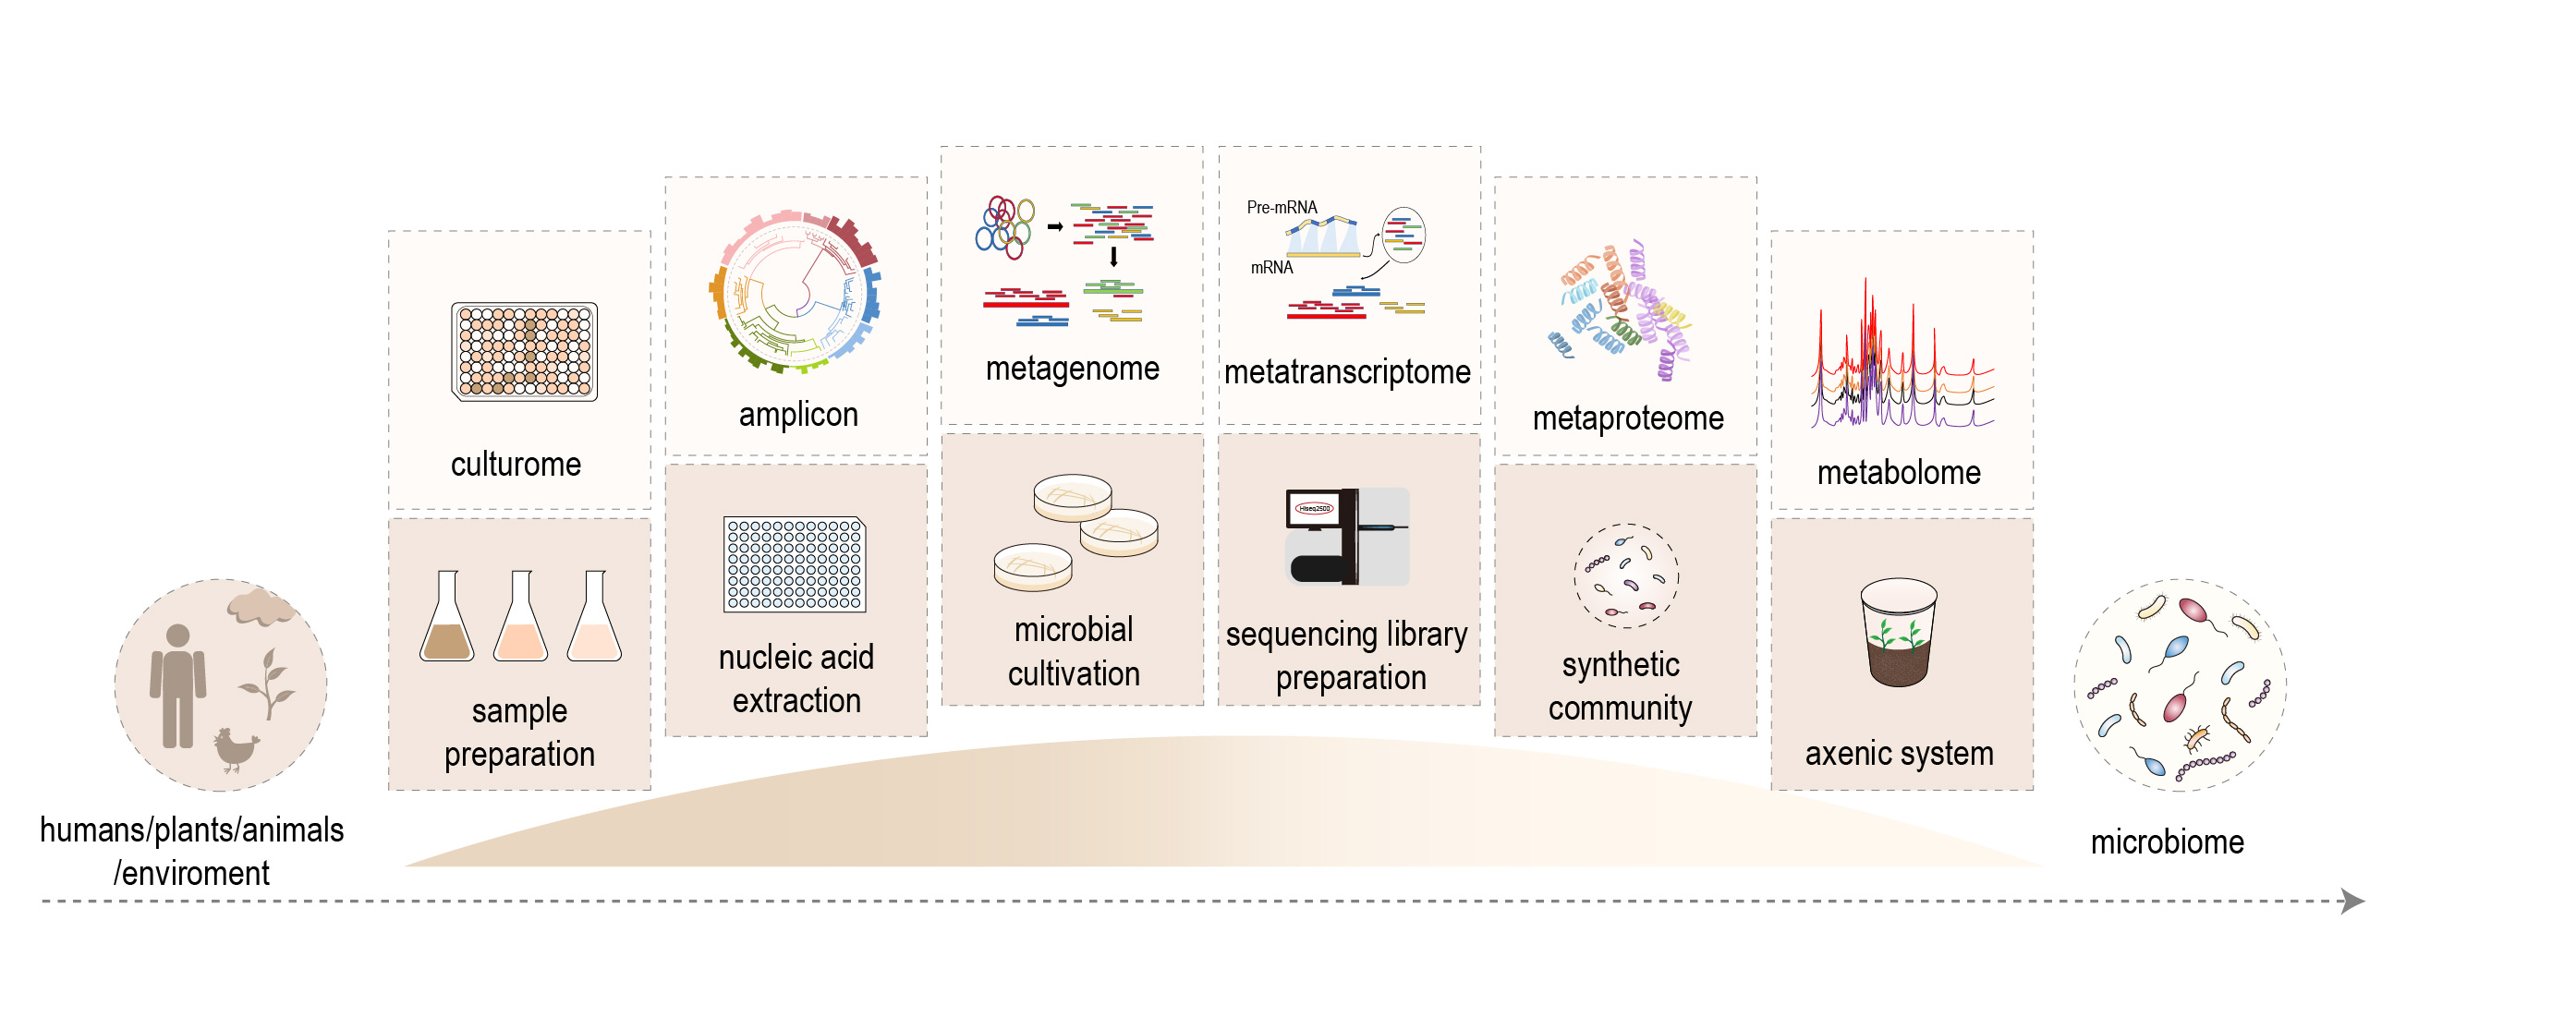 culturome
amplicon
metagenome
Pre-mRNA
mRNA
metatranscriptome
metaproteome
metabolome
humans/plants/animals
/enviroment
sample
preparation
nucleic acid
extraction
microbial
cultivation
Hiseq2500
sequencing library
preparation
synthetic
community
axenic system
microbiome